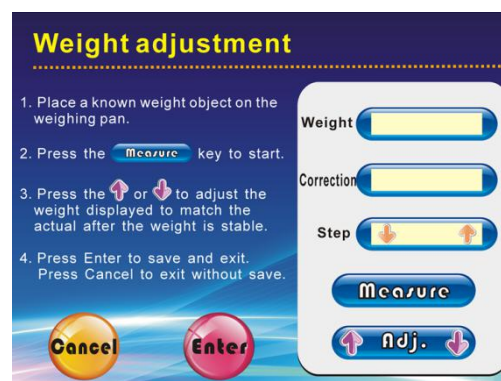 Weight adjustment
1. Place a known weight object on the
weighing pan.
2. Press the Measure key to start.
3. Press the or to adjust the
weight displayed to match the
actual after the weight is stable.
4. Press Enter to save and exit.
Press Cancel to exit without save.
Cancel
Enter
Weight
Correction
Step
Measure
Adj.